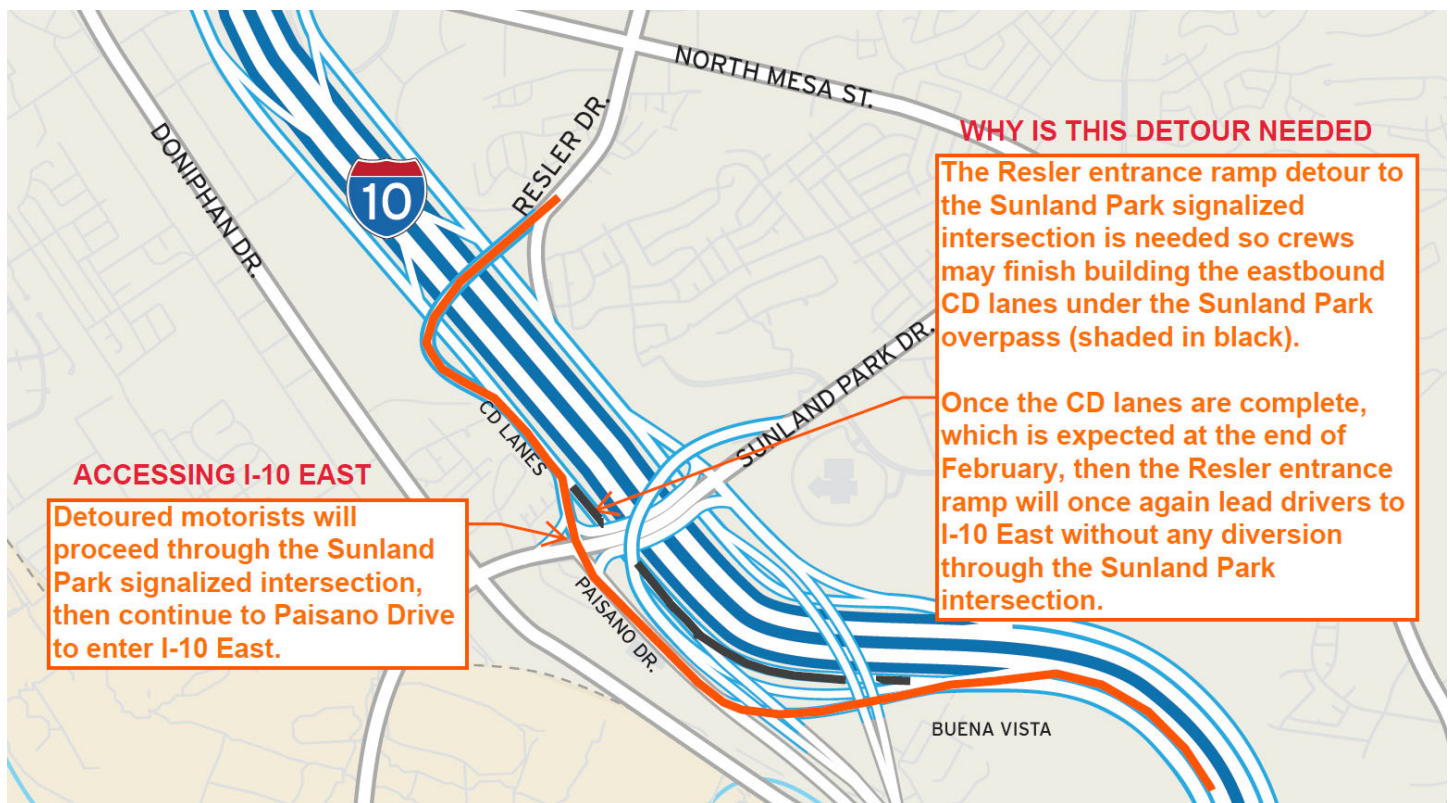 NORTH MESA ST.
RESLER DR.
DONIPHAN DR.
10
WHY IS THIS DETOUR NEEDED
The Resler entrance ramp detour to
the Sunland Park signalized
intersection is needed so crews
may finish building the eastbound
CD lanes under the Sunland Park
overpass (shaded in black).
Once the CD lanes are complete,
which is expected at the end of
February, then the Resler entrance
ramp will once again lead drivers to
I-10 East without any diversion
through the Sunland Park
intersection.
SUNLAND PARK DR.
CD LANES
ACCESSING I-10 EAST
Detoured motorists will
proceed through the Sunland
Park signalized intersection,
then continue to Paisano Drive
to enter I-10 East.
PAISANO DR.
BUENA VISTA